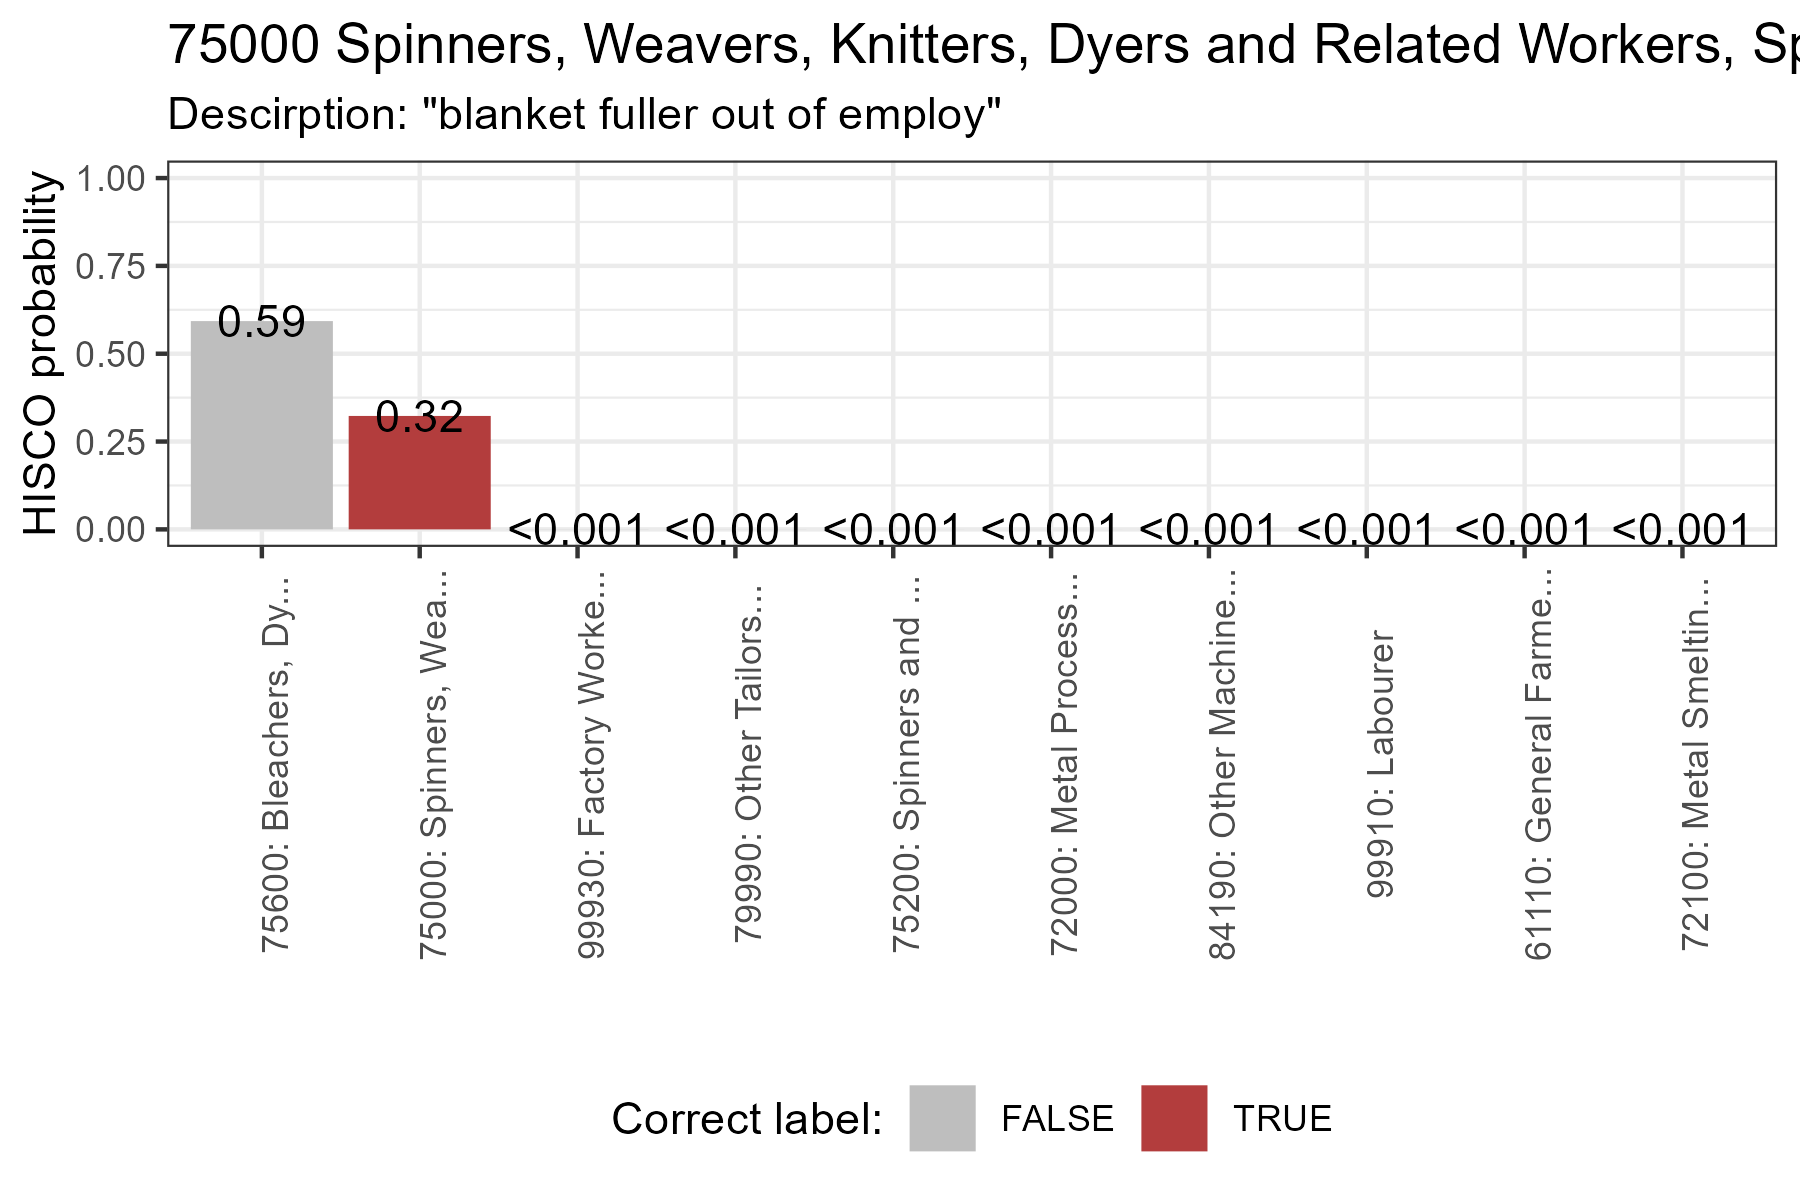 75000 Spinners, Weavers, Knitters, Dyers and Related Workers, Sp
Descirption: "blanket fuller out of employ"
HISCO probability
1.00
0.75
0.50
0.25
0.00
0.59
0.32
<0.001
<0.001
<0.001
<0.001
<0.001
<0.001
<0.001
<0.001
75600: Bleachers, Dy...
75000: Spinners, Wea...
99930: Factory Worke...
79990: Other Tailors...
75200: Spinners and ...
72000: Metal Process...
84190: Other Machine...
99910: Labourer
61110: General Farme...
72100: Metal Smeltin...
Correct label: FALSE TRUE